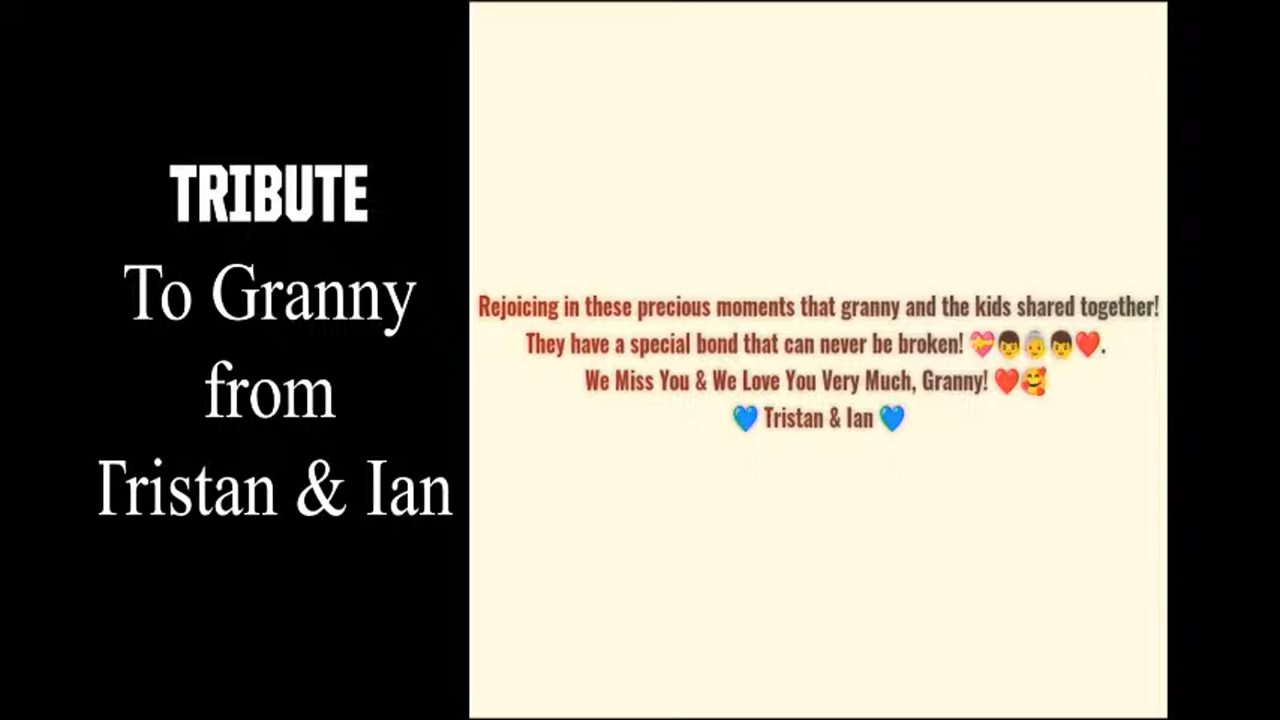 TRIBUTE
To Granny
from
Tristan & Ian
Rejoicing in these precious moments that granny and the kids shared together!
They have a special bond that can never be broken! 💝👦👵👦❤️.
We Miss You & We Love You Very Much, Granny! ❤️🥰
💙 Tristan & Ian 💙